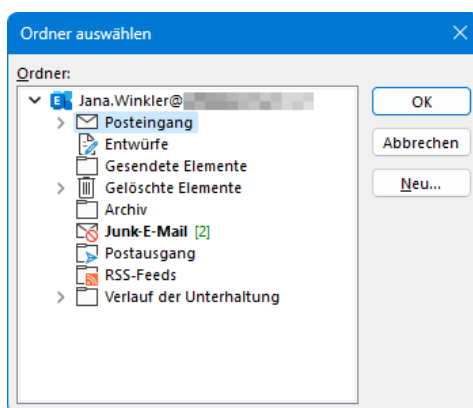 Ordner auswählen
Ordner:
Jana.Winkler@
Posteingang
Entwürfe
Gesendete Elemente
Gelöschte Elemente
Archiv
Junk-E-Mail [2]
Postausgang
RSS-Feeds
Verlauf der Unterhaltung
OK
Abbrechen
Neu...